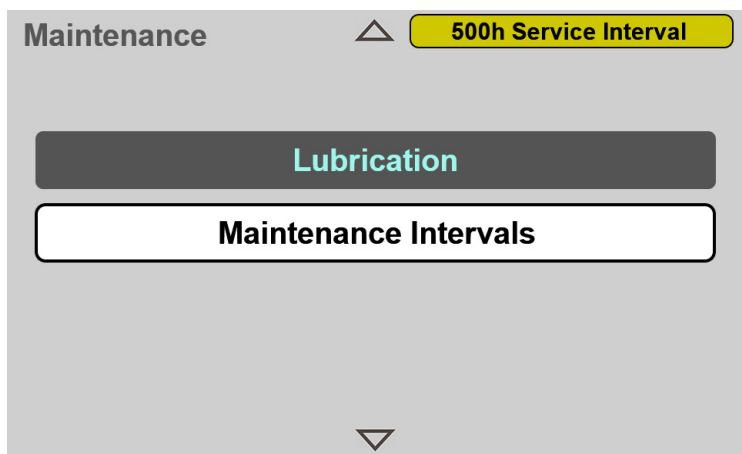 Maintenance
500h Service Interval
Lubrication
Maintenance Intervals